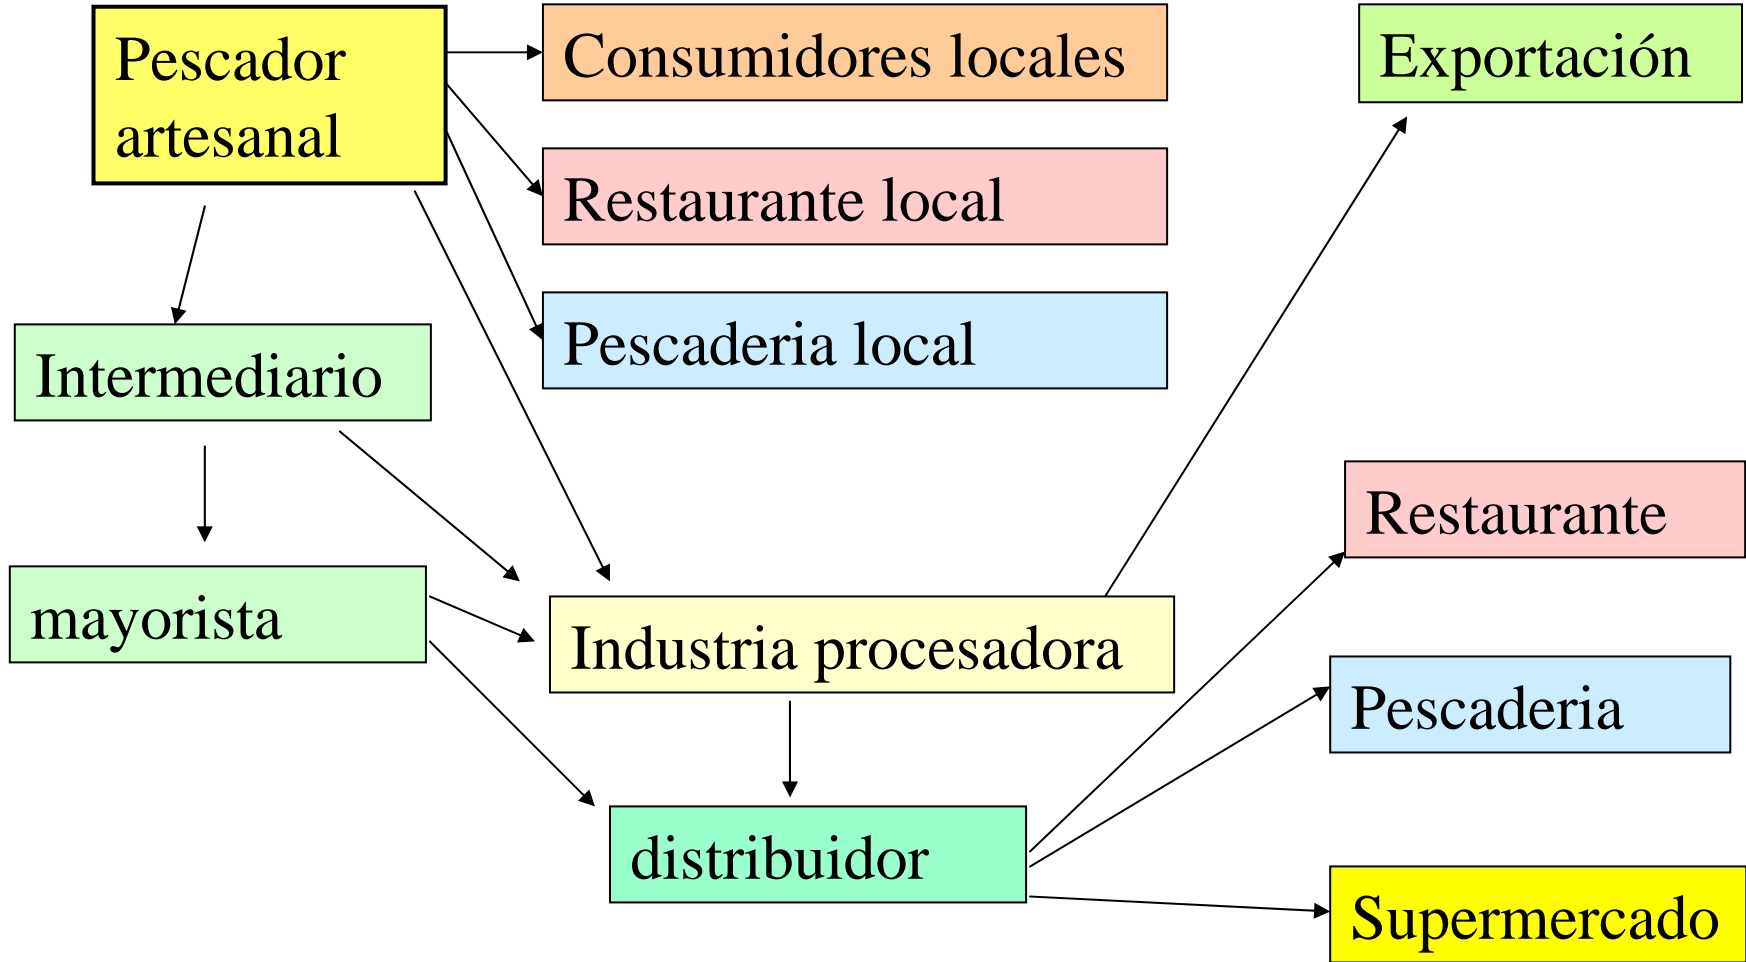 Pescador
artesanal
Consumidores locales
Exportación
Restaurante local
Pescaderia local
Intermediario
Restaurante
mayorista
Industria procesadora
Pescaderia
distribuidor
Supermercado